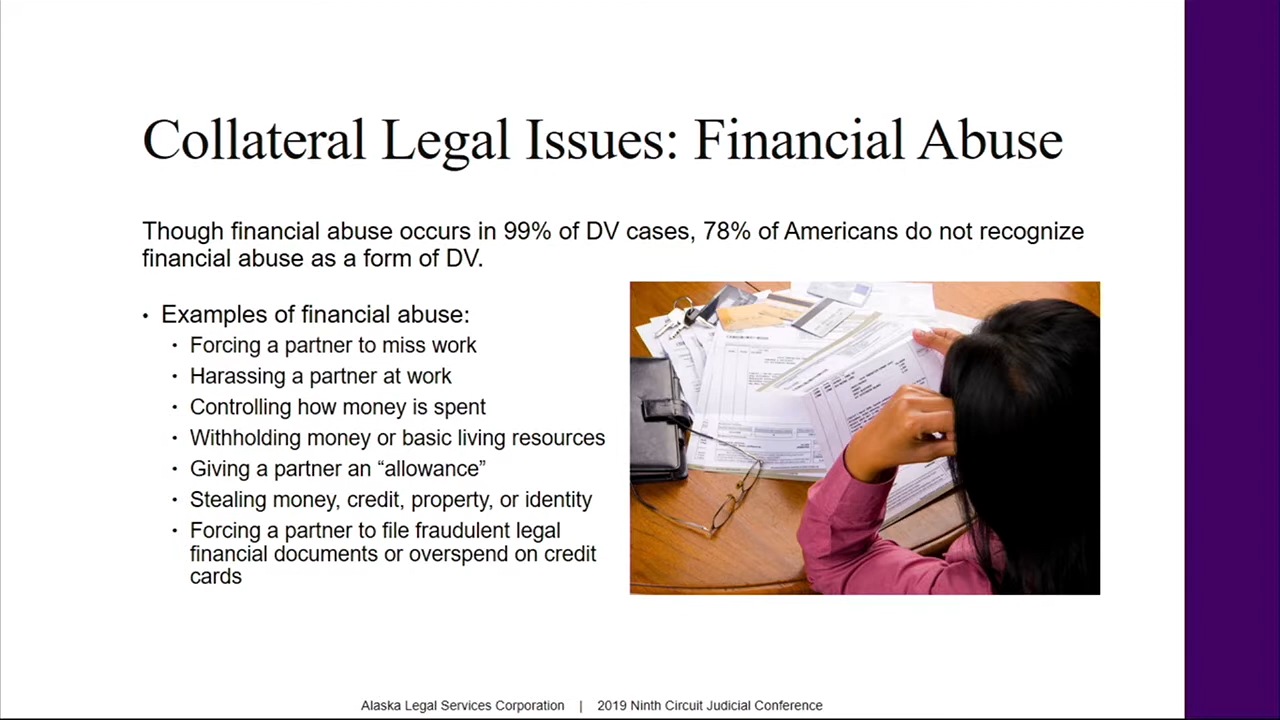 Collateral Legal Issues: Financial Abuse
Though financial abuse occurs in 99% of DV cases, 78% of Americans do not recognize
financial abuse as a form of DV.
• Examples of financial abuse:
• Forcing a partner to miss work
• Harassing a partner at work
• Controlling how money is spent
• Withholding money or basic living resources
• Giving a partner an “allowance”
• Stealing money, credit, property, or identity
• Forcing a partner to file fraudulent legal
financial documents or overspend on credit
cards
Alaska Legal Services Corporation | 2019 Ninth Circuit Judicial Conference